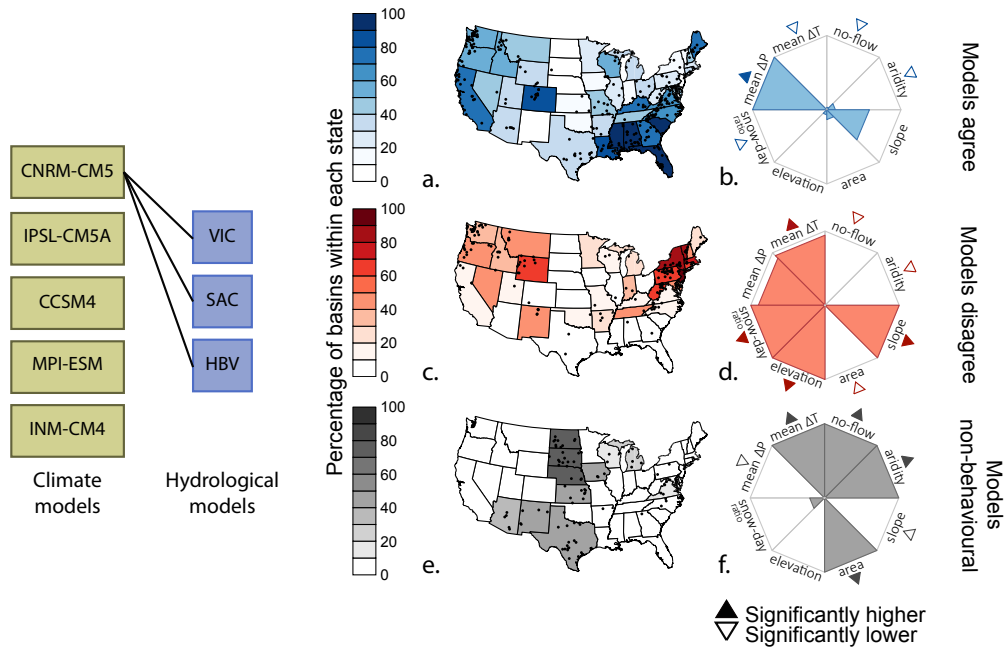 CNRM-CM5
IPSL-CM5A
CCSM4
MPI-ESM
INM-CM4
Climate
models
VIC
SAC
HBV
Hydrological
models
Percentage of basins within each state
100
80
60
40
20
0
a.
mean ΔT
no-flow
aridity
slope
area
elevation
snow-day
ratio
mean ΔP
b.
Models agree
100
80
60
40
20
0
c.
mean ΔT
no-flow
aridity
slope
area
elevation
snow-day
ratio
mean ΔP
d.
Models disagree
100
80
60
40
20
0
e.
mean ΔT
no-flow
aridity
slope
area
elevation
snow-day
ratio
mean ΔP
f.
Models
non-behavioural
Significantly higher
Significantly lower